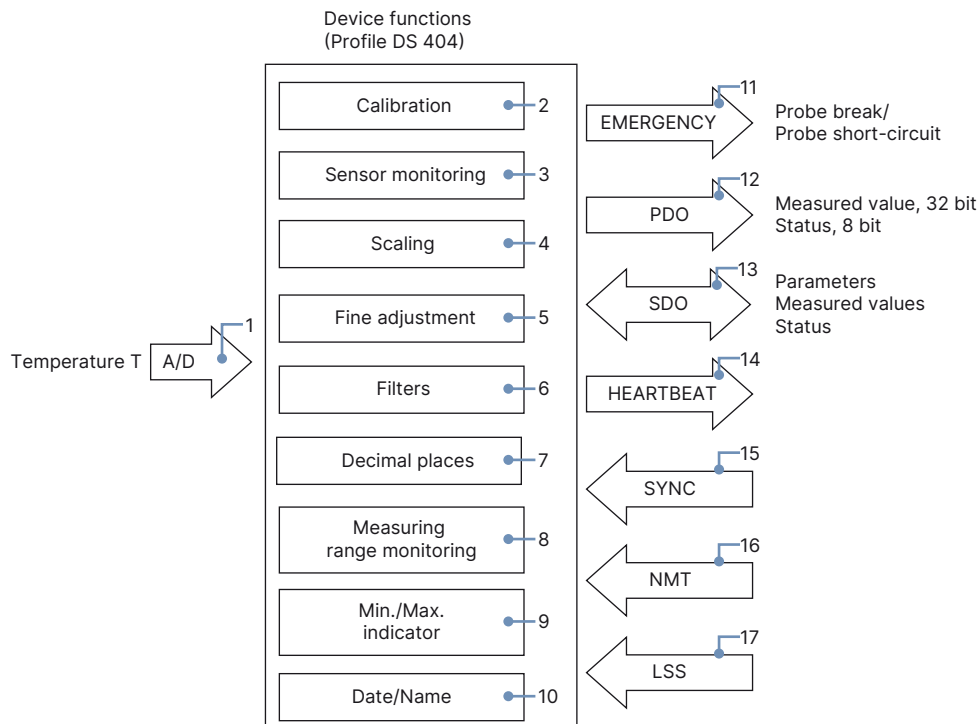 Device functions
(Profile DS 404)
Temperature T
A/D
1
Calibration
2
Sensor monitoring
3
Scaling
4
Fine adjustment
5
Filters
6
Decimal places
7
Measuring
range monitoring
8
Min./Max.
indicator
9
Date/Name
10
EMERGENCY
11
Probe break/
Probe short-circuit
PDO
12
Measured value, 32 bit
Status, 8 bit
SDO
13
Parameters
Measured values
Status
HEARTBEAT
14
SYNC
15
NMT
16
LSS
17